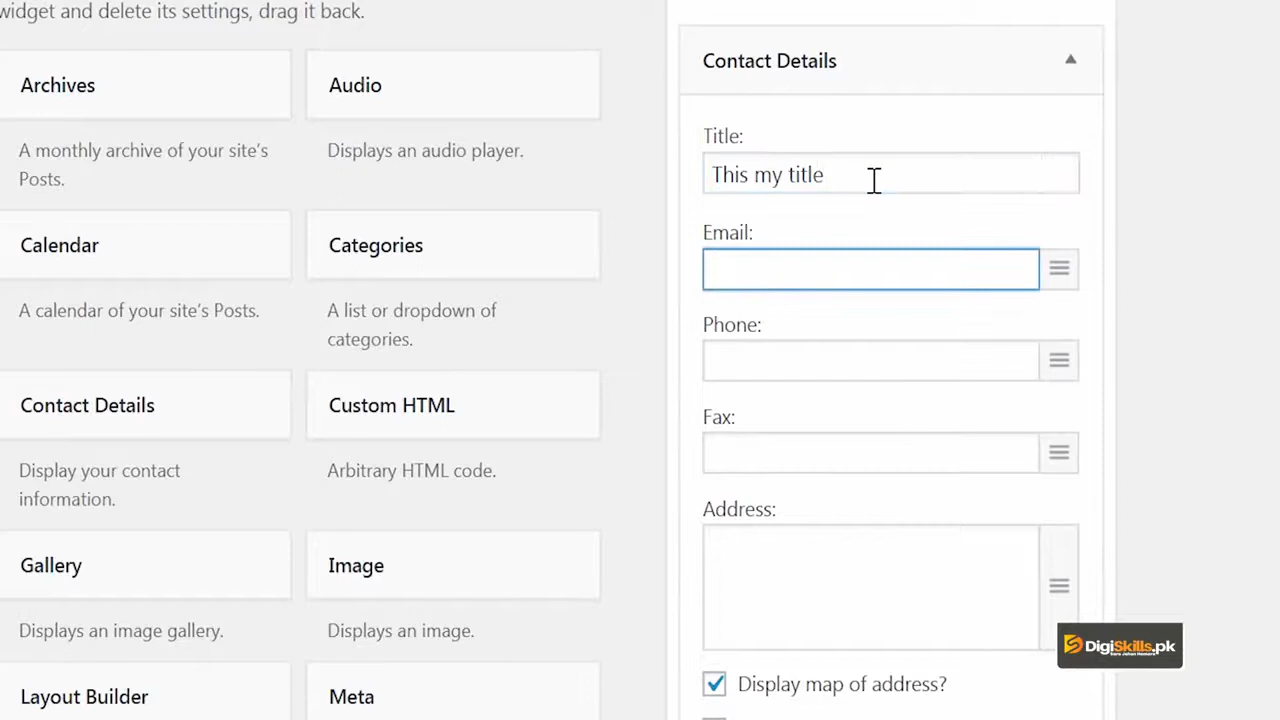 widget and delete its settings, drag it back.
Archives
Audio
A monthly archive of your site's
Posts.
Displays an audio player.
Calendar
Categories
A calendar of your site's Posts.
A list or dropdown of
categories.
Contact Details
Custom HTML
Display your contact
information.
Arbitrary HTML code.
Gallery
Image
Displays an image gallery.
Displays an image.
Layout Builder
Meta
Contact Details
Title:
This my title
Email:
Phone:
Fax:
Address:
Display map of address?
DigiSkills.pk